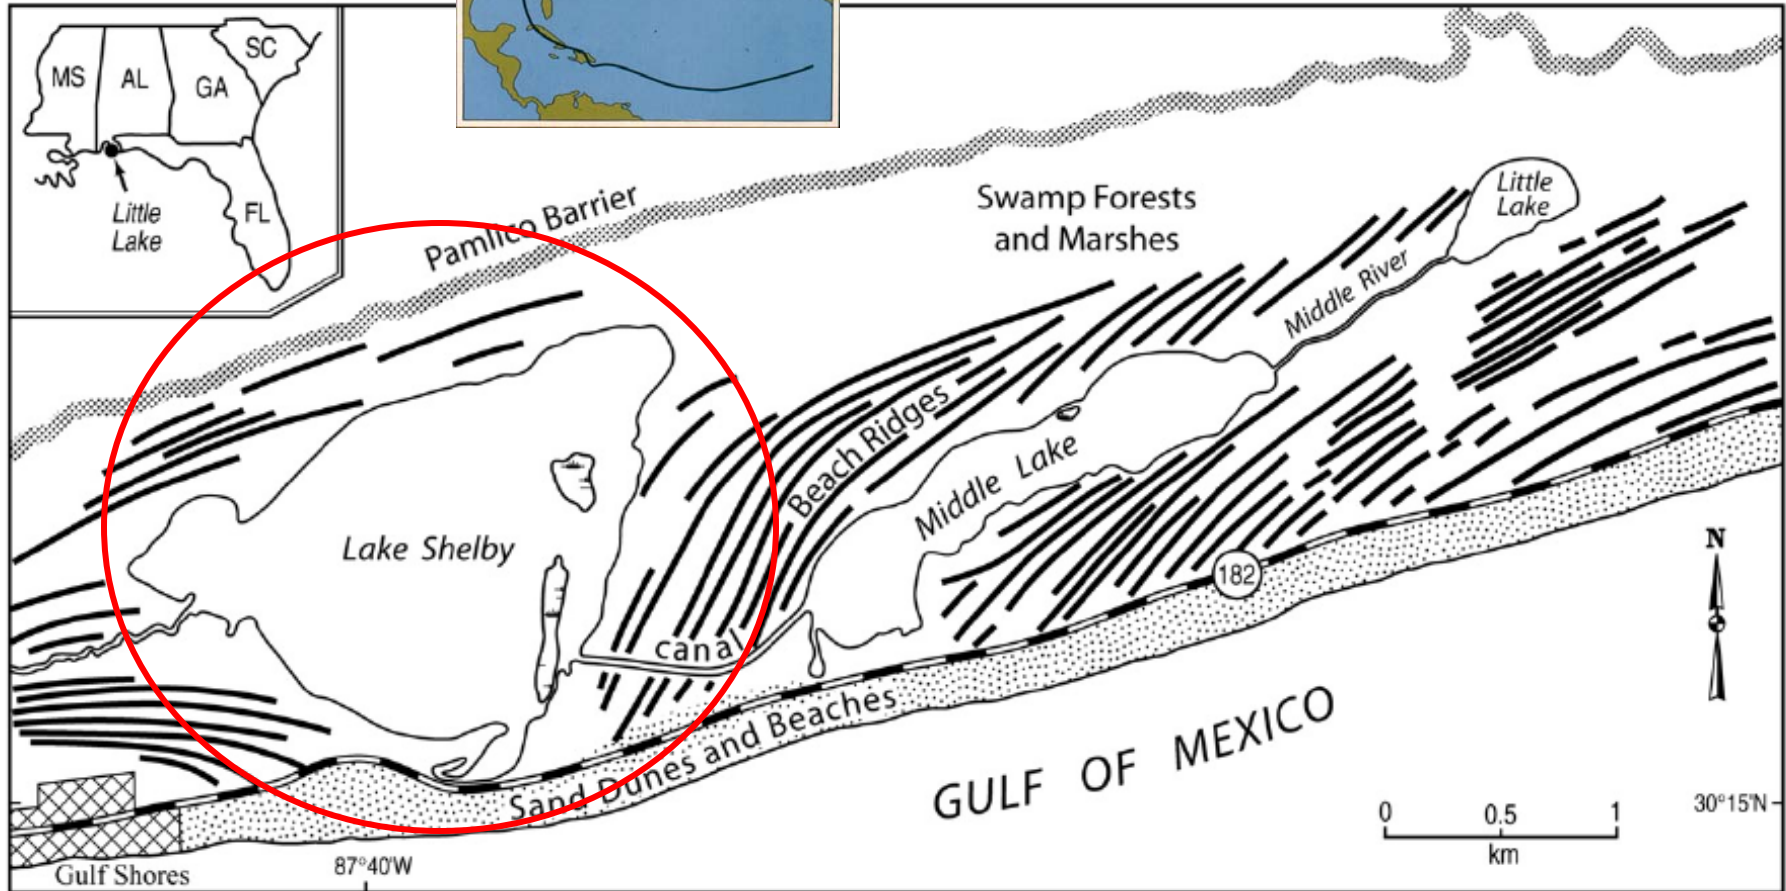 MS
AL
GA
SC
FL
Little
Lake
Pamlico Barrier
Swamp Forests
and Marshes
Little
Lake
Middle River
Beach Ridges
Middle Lake
Lake Shelby
canal
182
N
Sand Dunes and Beaches
GULF OF MEXICO
0 0.5 1
km
30°15'N
87°40'W
Gulf Shores